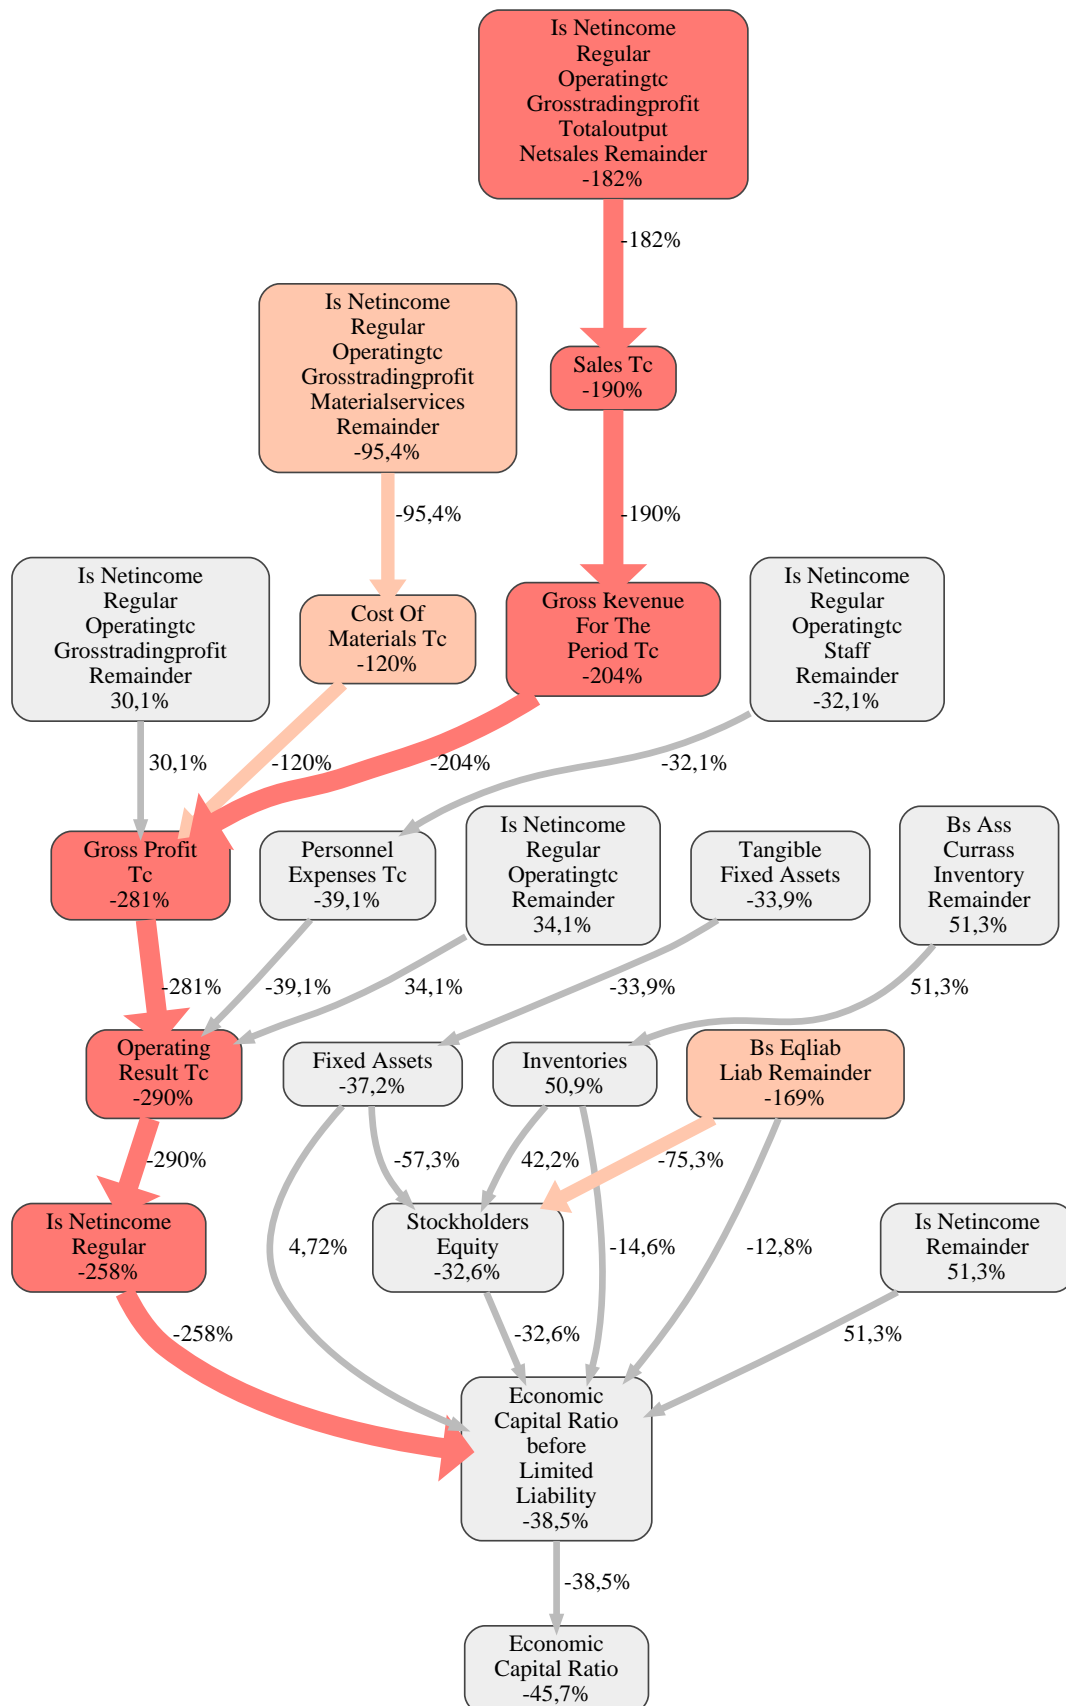 Is Netincome
Regular
Operatingtc
Grosstradingprofit
Totaloutput
Netsales Remainder
-182%
-182%
Is Netincome
Regular
Operatingtc
Grosstradingprofit
Materialservices
Remainder
-95,4%
Sales Tc
-190%
-95,4%
-190%
Is Netincome
Regular
Operatingtc
Grosstradingprofit
Remainder
30,1%
Cost Of
Materials Tc
-120%
Gross Revenue
For The
Period Tc
-204%
Is Netincome
Regular
Operatingtc
Staff
Remainder
-32,1%
30,1%
-120%
-204%
-32,1%
Gross Profit
Tc
-281%
Personnel
Expenses Tc
-39,1%
Is Netincome
Regular
Operatingtc
Remainder
34,1%
Tangible
Fixed Assets
-33,9%
Bs Ass
Currass
Inventory
Remainder
51,3%
-281%
-39,1%
34,1%
-33,9%
51,3%
Operating
Result Tc
-290%
Fixed Assets
-37,2%
Inventories
50,9%
Bs Eqliab
Liab Remainder
-169%
-290%
-57,3%
42,2%
-75,3%
Is Netincome
Regular
-258%
4,72%
Stockholders
Equity
-32,6%
-14,6%
-12,8%
Is Netincome
Remainder
51,3%
-258%
-32,6%
51,3%
Economic
Capital Ratio
before
Limited
Liability
-38,5%
-38,5%
Economic
Capital Ratio
-45,7%